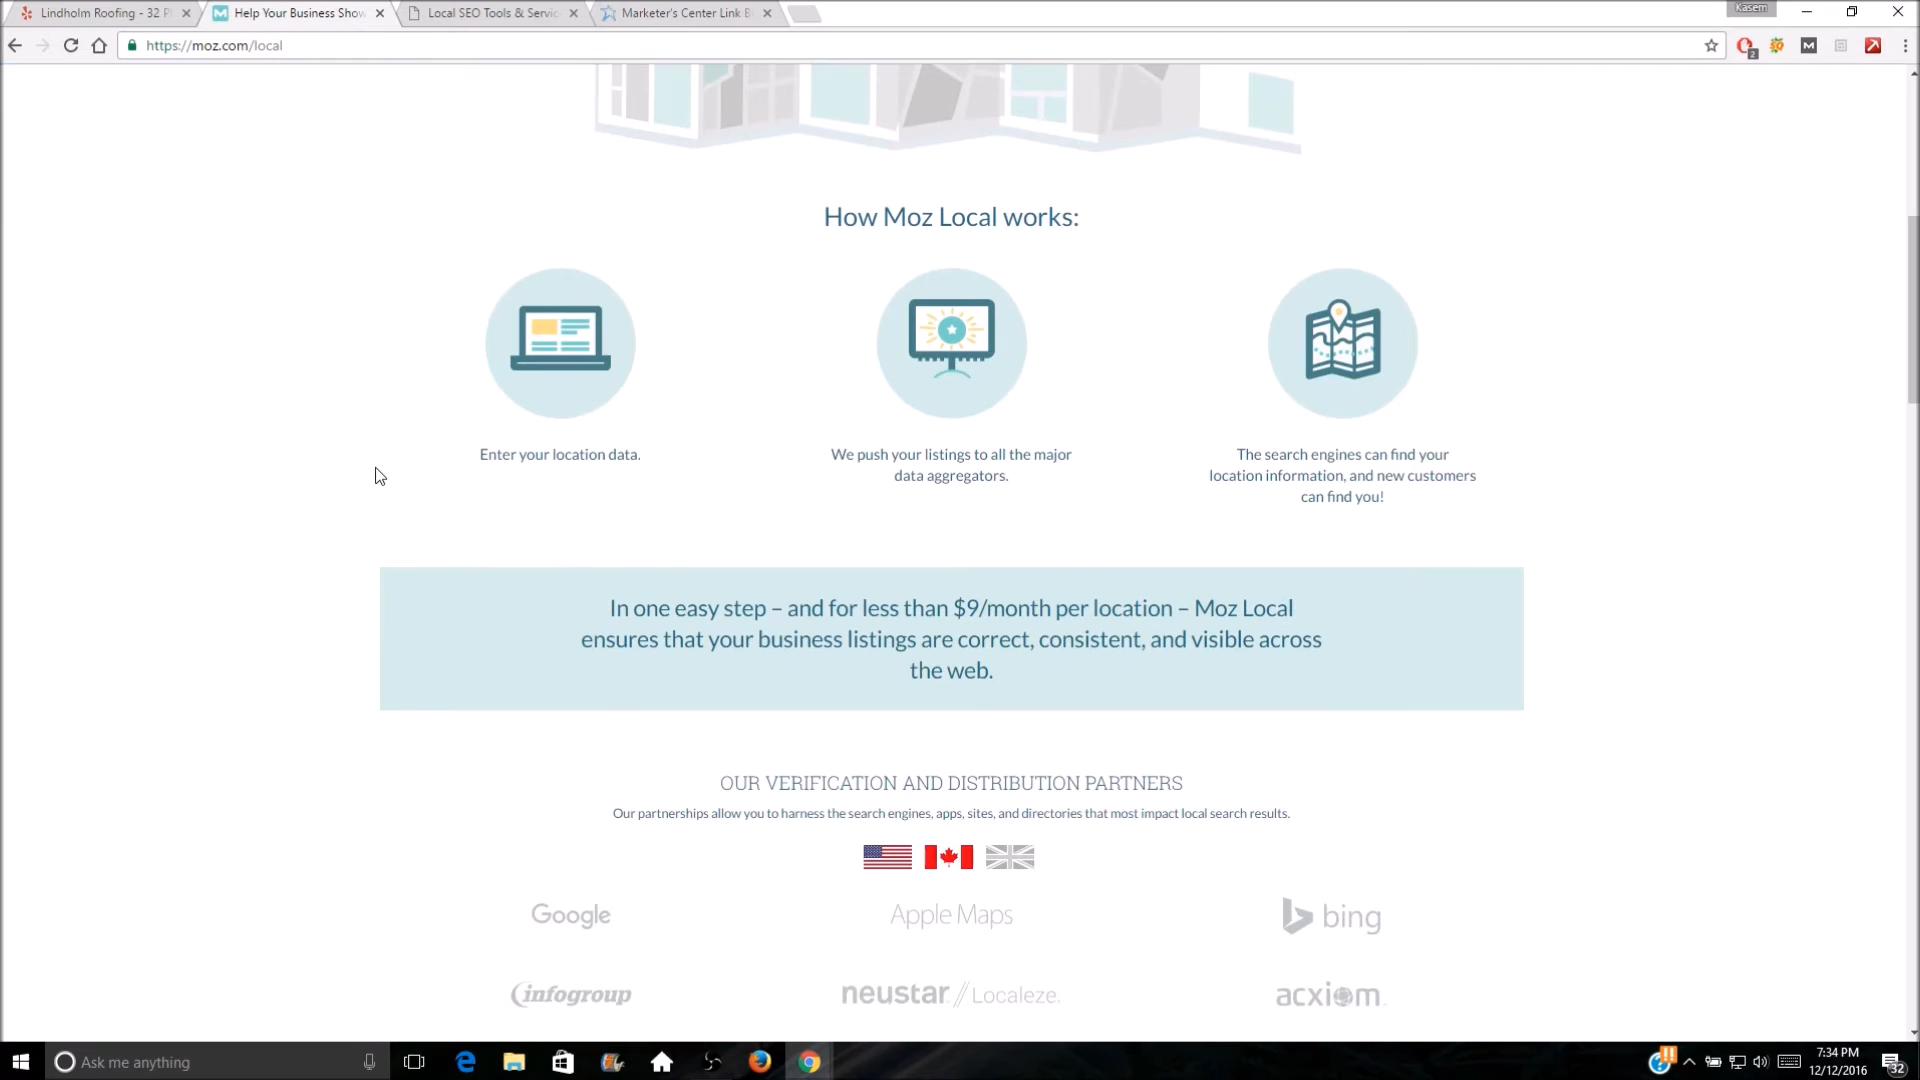 Lindholm Roofing - 32 P
Help Your Business Show
Local SEO Tools & Servic
Marketer's Center Link B
Kasem
https://moz.com/local
2
How Moz Local works:
Enter your location data.
We push your listings to all the major
data aggregators.
The search engines can find your
location information, and new customers
can find you!
In one easy step – and for less than $9/month per location – Moz Local
ensures that your business listings are correct, consistent, and visible across
the web.
OUR VERIFICATION AND DISTRIBUTION PARTNERS
Our partnerships allow you to harness the search engines, apps, sites, and directories that most impact local search results.
Google
Apple Maps
bing
infogroup
neustar // Localeze.
acxiom
Ask me anything
7:34 PM
12/12/2016
32